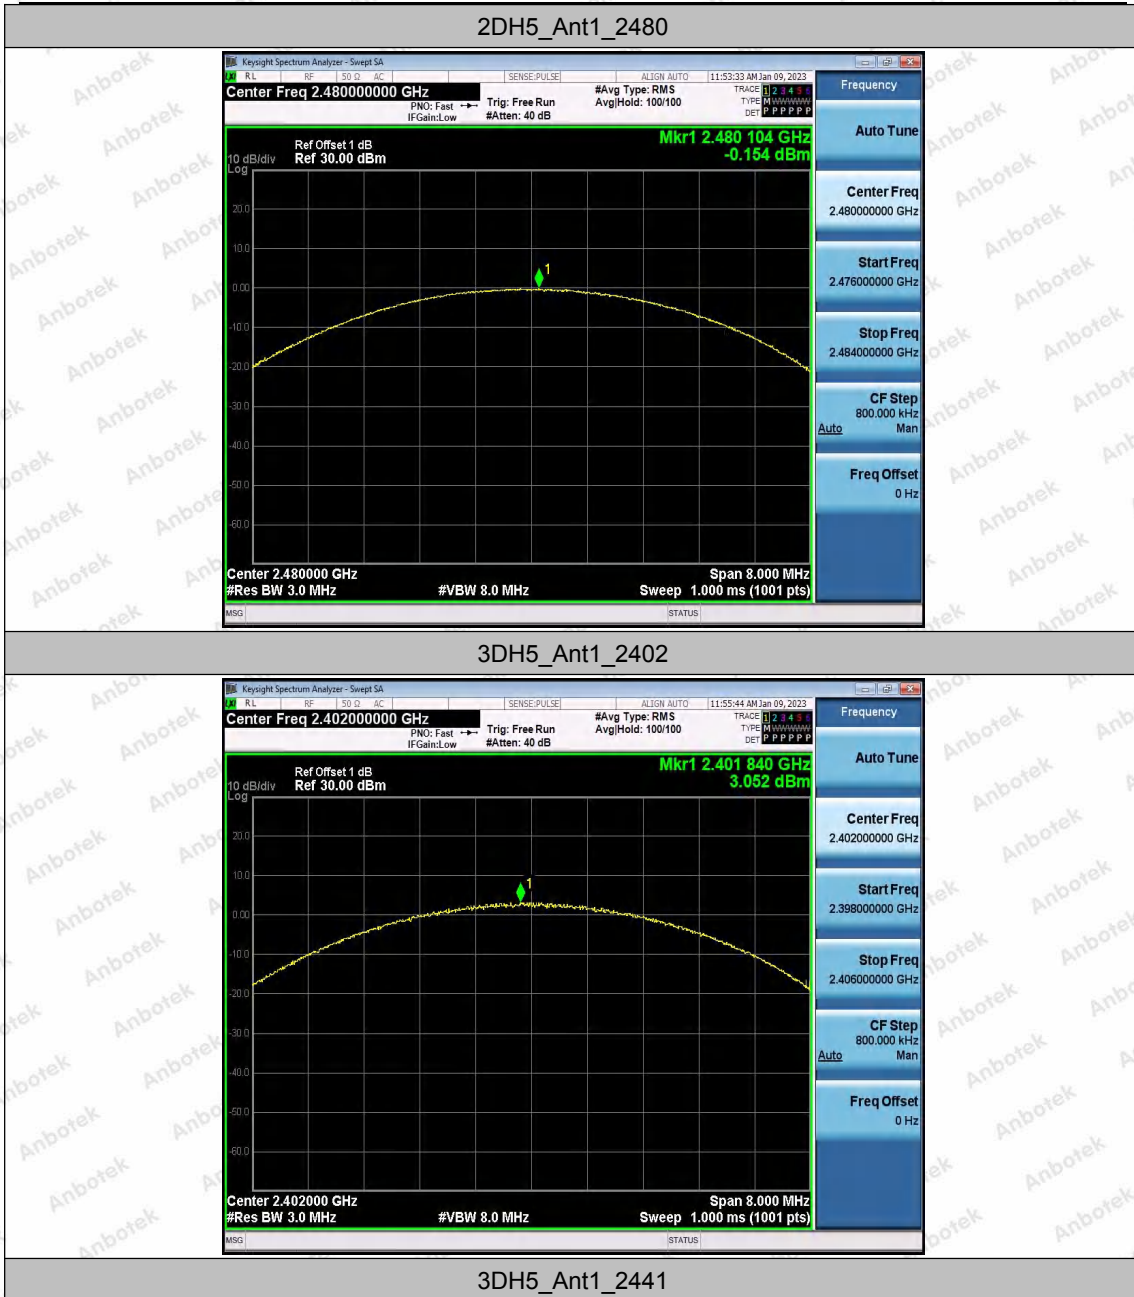 2DH5_Ant1_2480
Keysight Spectrum Analyzer - Swept SA
RL RF 50 Ω AC SENSE:PULSE ALIGN AUTO 11:53:33 AM Jan 09, 2023
Center Freq 2.480000000 GHz
PNO: Fast
IFGain:Low
Trig: Free Run
#Atten: 40 dB
#Avg Type: RMS
Avg|Hold: 100/100
TRACE 1 2 3 4 5 6
TYPE M WWWWW
DET P P P P P P
Mkr1 2.480 104 GHz
-0.154 dBm
Ref Offset 1 dB
10 dB/div Ref 30.00 dBm
Log
20.0
10.0
0.00
-10.0
-20.0
-30.0
-40.0
-50.0
-60.0
Center 2.480000 GHz Span 8.000 MHz
#Res BW 3.0 MHz #VBW 8.0 MHz Sweep 1.000 ms (1001 pts)
MSG STATUS
Frequency
Auto Tune
Center Freq
2.480000000 GHz
Start Freq
2.476000000 GHz
Stop Freq
2.484000000 GHz
CF Step
800.000 kHz
Auto Man
Freq Offset
0 Hz
3DH5_Ant1_2402
Keysight Spectrum Analyzer - Swept SA
RL RF 50 Ω AC SENSE:PULSE ALIGN AUTO 11:55:44 AM Jan 09, 2023
Center Freq 2.402000000 GHz
PNO: Fast
IFGain:Low
Trig: Free Run
#Atten: 40 dB
#Avg Type: RMS
Avg|Hold: 100/100
TRACE 1 2 3 4 5 6
TYPE M WWWWW
DET P P P P P P
Mkr1 2.401 840 GHz
3.052 dBm
Ref Offset 1 dB
10 dB/div Ref 30.00 dBm
Log
20.0
10.0
0.00
-10.0
-20.0
-30.0
-40.0
-50.0
-60.0
Center 2.402000 GHz Span 8.000 MHz
#Res BW 3.0 MHz #VBW 8.0 MHz Sweep 1.000 ms (1001 pts)
MSG STATUS
Frequency
Auto Tune
Center Freq
2.402000000 GHz
Start Freq
2.398000000 GHz
Stop Freq
2.406000000 GHz
CF Step
800.000 kHz
Auto Man
Freq Offset
0 Hz
3DH5_Ant1_2441